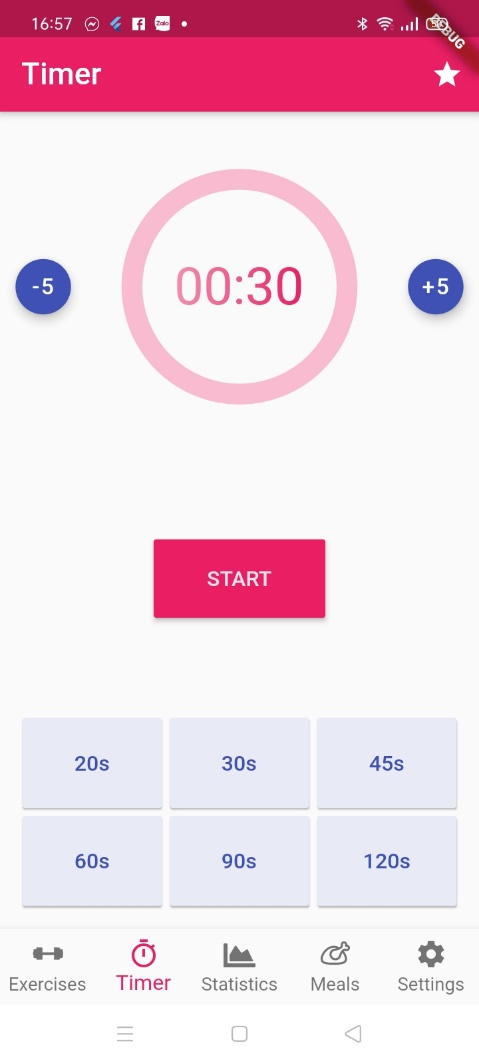 16:57
Zalo
DEBUG
Timer
-5
00:30
+5
START
20s
30s
45s
60s
90s
120s
Exercises
Timer
Statistics
Meals
Settings